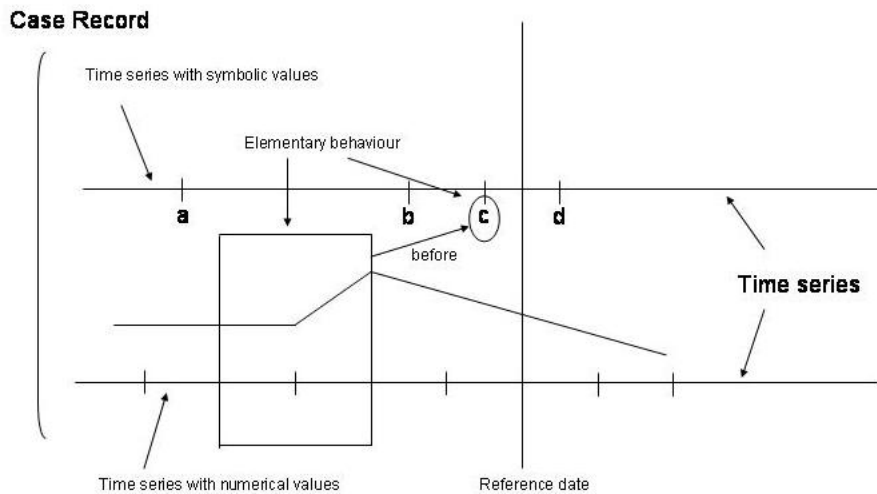 Case Record
Time series with symbolic values
Elementary behaviour
a
b
c
d
before
Time series
Time series with numerical values
Reference date